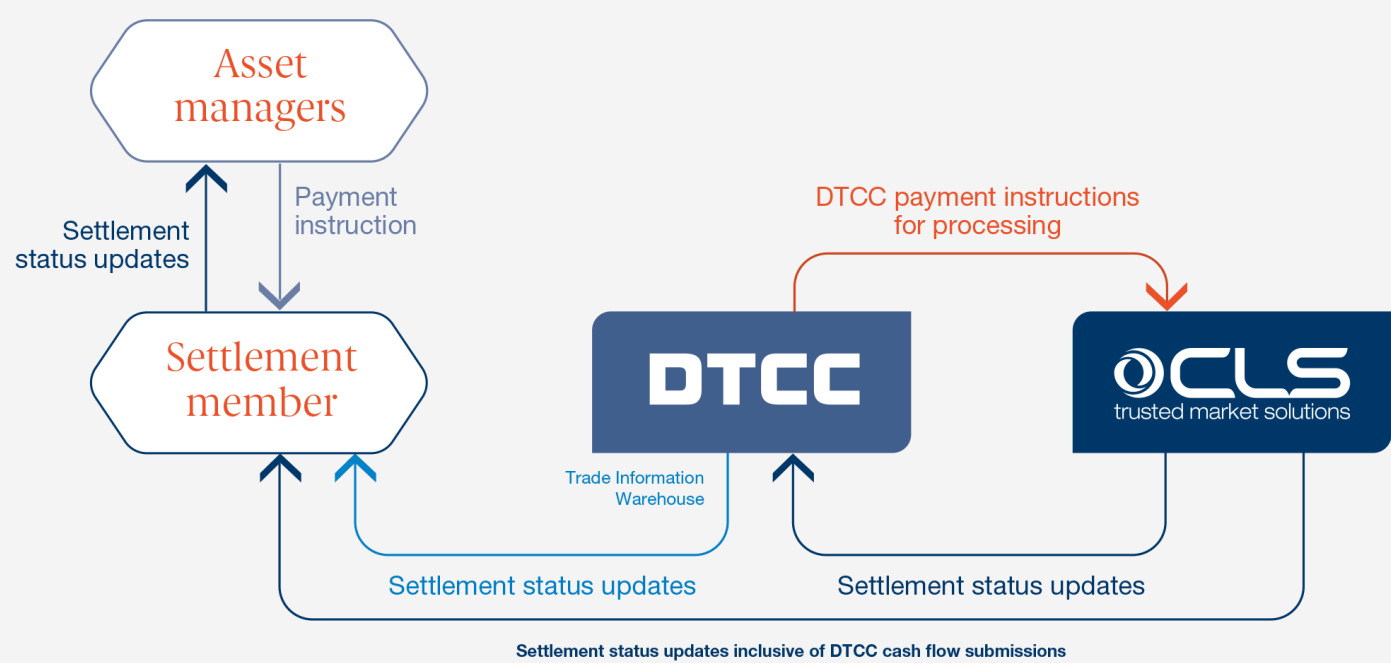 Asset
managers
Payment
instruction
Settlement
status updates
DTCC payment instructions
for processing
Settlement
member
DTCC
CLS
trusted market solutions
Trade Information
Warehouse
Settlement status updates
Settlement status updates
Settlement status updates inclusive of DTCC cash flow submissions